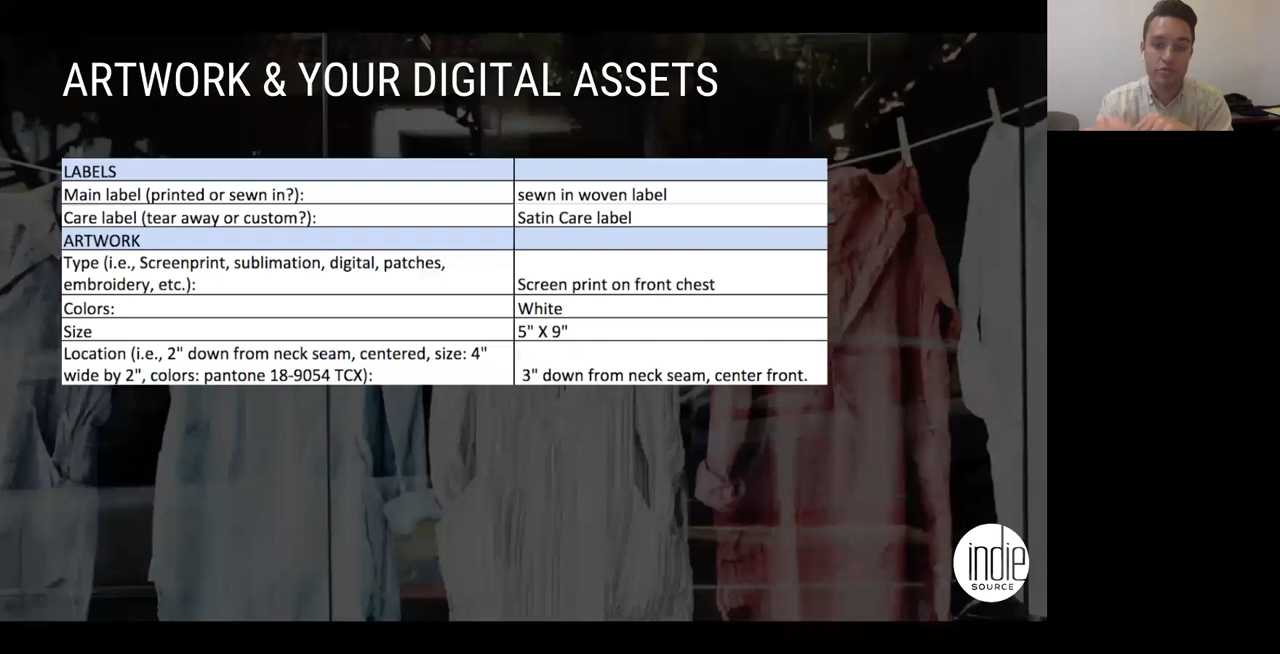 ARTWORK & YOUR DIGITAL ASSETS
LABELS
Main label (printed or sewn in?): sewn in woven label
Care label (tear away or custom?): Satin Care label
ARTWORK
Type (i.e., Screenprint, sublimation, digital, patches,
embroidery, etc.): Screen print on front chest
Colors: White
Size 5" X 9"
Location (i.e., 2" down from neck seam, centered, size: 4"
wide by 2", colors: pantone 18-9054 TCX): 3" down from neck seam, center front.
indie
SOURCE